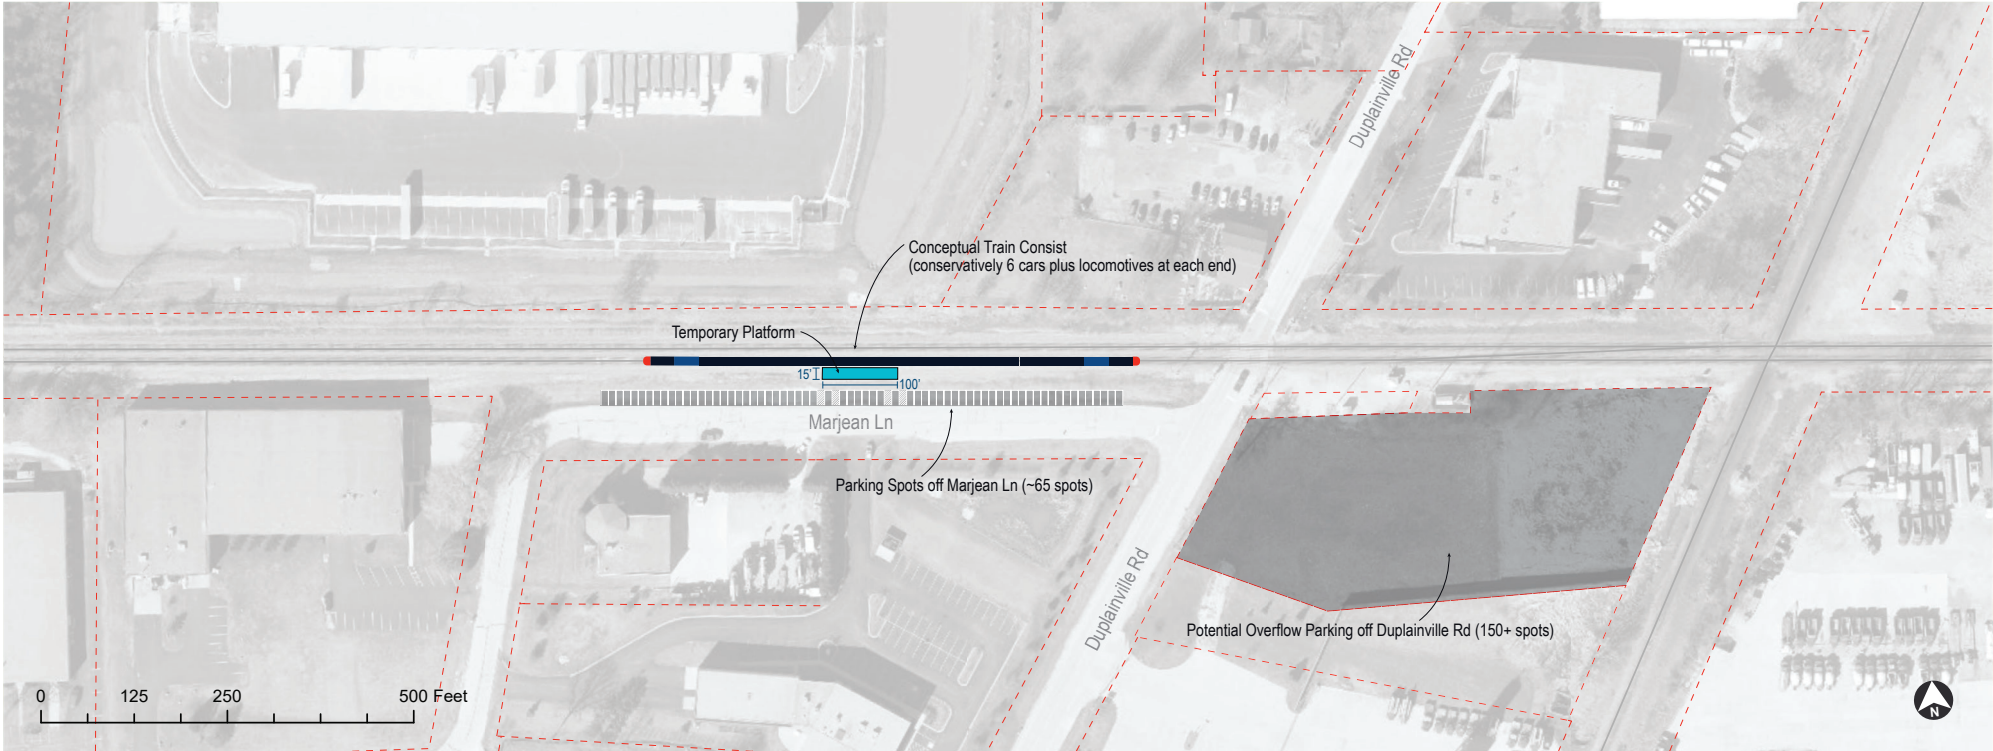 Duplainville Rd
Conceptual Train Consist
(conservatively 6 cars plus locomotives at each end)
Temporary Platform
15'
100'
Marjean Ln
Parking Spots off Marjean Ln (~65 spots)
Duplainville Rd
Potential Overflow Parking off Duplainville Rd (150+ spots)
0 125 250 500 Feet
N